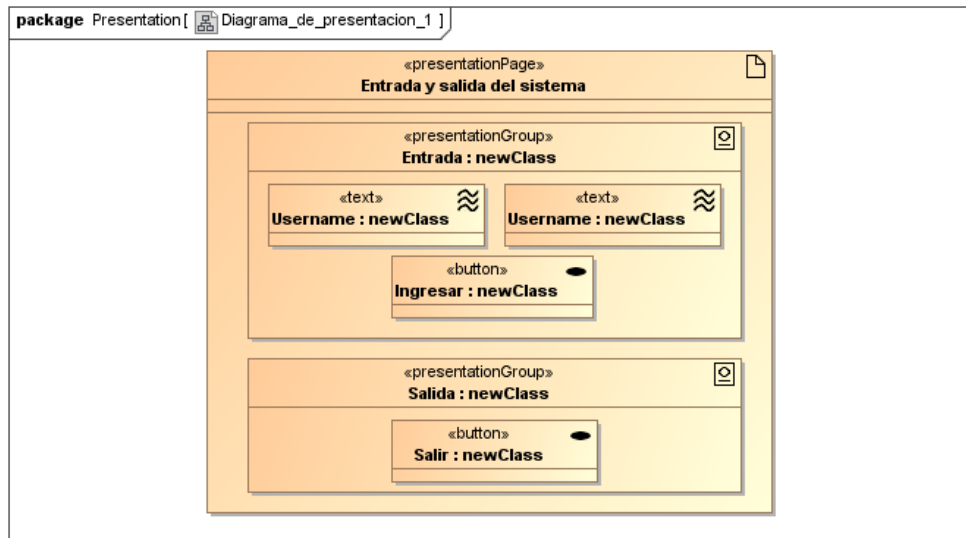 package Presentation [ Diagrama_de_presentacion_1 ]
«presentationPage»
Entrada y salida del sistema
«presentationGroup»
Entrada : newClass
«text»
Username : newClass
«text»
Username : newClass
«button»
Ingresar : newClass
«presentationGroup»
Salida : newClass
«button»
Salir : newClass